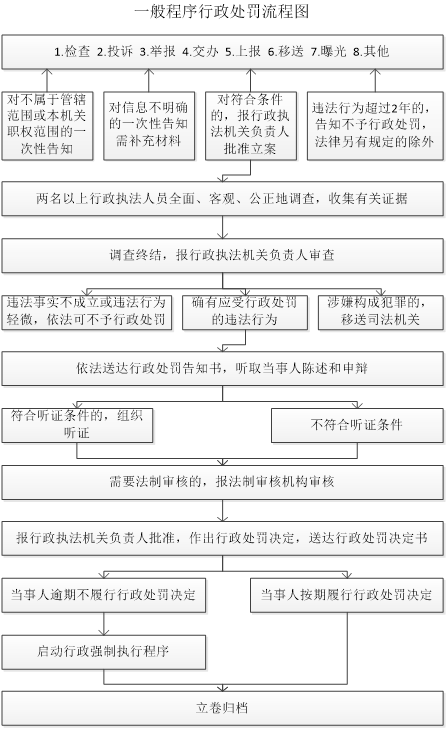 一般程序行政处罚流程图
1.检查 2.投诉 3.举报 4.交办 5.上报 6.移送 7.曝光 8.其他
对不属于管辖
范围或本机关
职权范围的一
次性告知
对信息不明确
的一次性告知
需补充材料
对符合条件
的，报行政执
法机关负责人
批准立案
违法行为超过2年的，
告知不予行政处罚，
法律另有规定的除外
两名以上行政执法人员全面、客观、公正地调查，收集有关证据
调查终结，报行政执法机关负责人审查
违法事实不成立或违法行为
轻微，依法可不予行政处罚
确有应受行政处罚
的违法行为
涉嫌构成犯罪的，
移送司法机关
依法送达行政处罚告知书，听取当事人陈述和申辩
符合听证条件的，组织
听证
不符合听证条件
需要法制审核的，报法制审核机构审核
报行政执法机关负责人批准，作出行政处罚决定，送达行政处罚决定书
当事人逾期不履行行政处罚决定
当事人按期履行行政处罚决定
启动行政强制执行程序
立卷归档